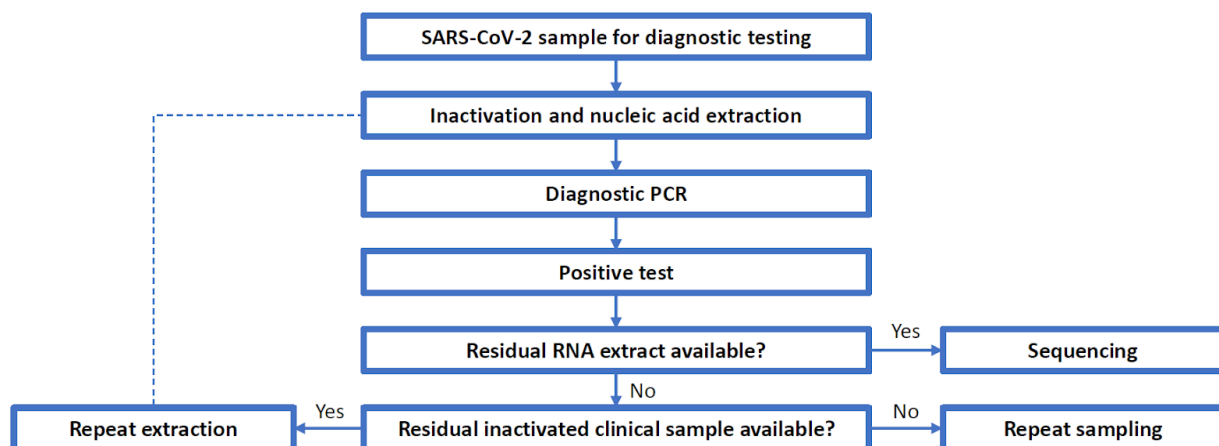 SARS-CoV-2 sample for diagnostic testing
Inactivation and nucleic acid extraction
Diagnostic PCR
Positive test
Residual RNA extract available?
Yes
Sequencing
No
Repeat extraction
Yes
Residual inactivated clinical sample available?
No
Repeat sampling